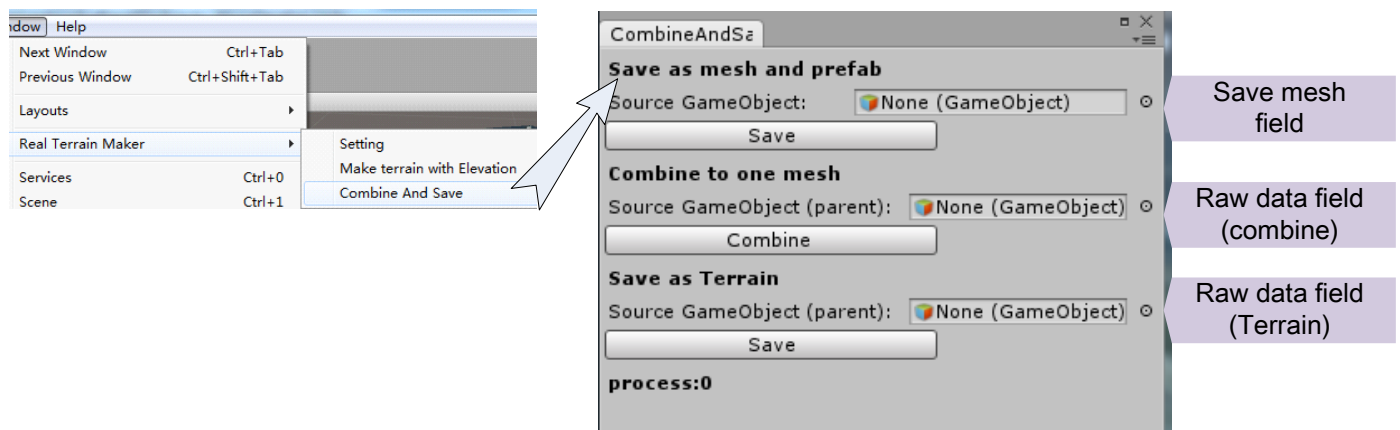 ndow Help
Next Window Ctrl+Tab
Previous Window Ctrl+Shift+Tab
Layouts
Real Terrain Maker
Services Ctrl+0
Scene Ctrl+1
Setting
Make terrain with Elevation
Combine And Save
CombineAndSa
Save as mesh and prefab
Source GameObject: None (GameObject)
Save
Combine to one mesh
Source GameObject (parent): None (GameObject)
Combine
Save as Terrain
Source GameObject (parent): None (GameObject)
Save
process:0
Save mesh
field
Raw data field
(combine)
Raw data field
(Terrain)